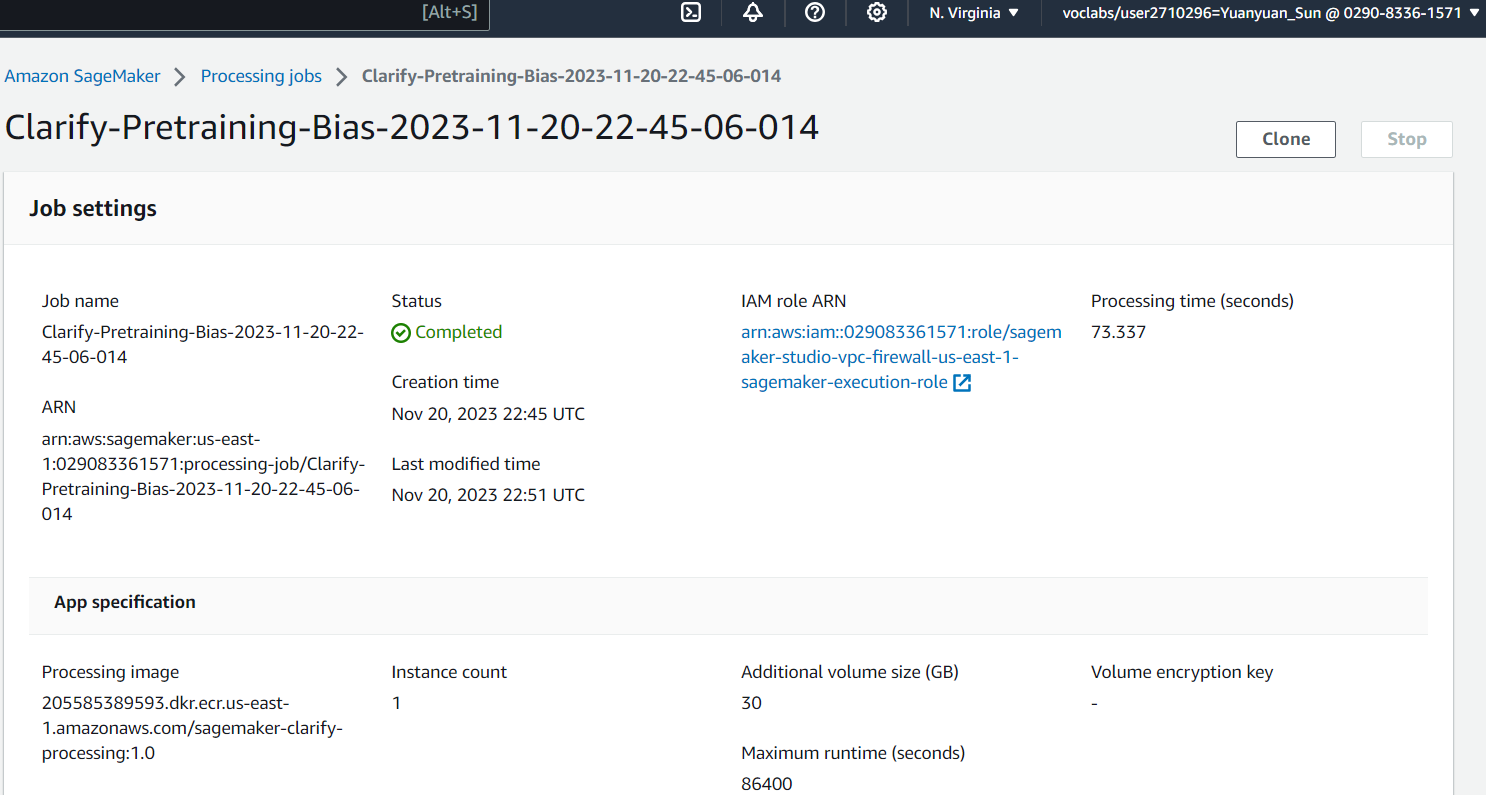 [Alt+S]
N. Virginia
voclabs/user2710296=Yuanyuan_Sun @ 0290-8336-1571
Amazon SageMaker
Processing jobs
Clarify-Pretraining-Bias-2023-11-20-22-45-06-014
Clarify-Pretraining-Bias-2023-11-20-22-45-06-014
Clone
Stop
Job settings
Job name
Clarify-Pretraining-Bias-2023-11-20-22-
45-06-014
ARN
arn:aws:sagemaker:us-east-
1:029083361571:processing-job/Clarify-
Pretraining-Bias-2023-11-20-22-45-06-
014
Status
Completed
Creation time
Nov 20, 2023 22:45 UTC
Last modified time
Nov 20, 2023 22:51 UTC
IAM role ARN
arn:aws:iam::029083361571:role/sagem
aker-studio-vpc-firewall-us-east-1-
sagemaker-execution-role
Processing time (seconds)
73.337
App specification
Processing image
205585389593.dkr.ecr.us-east-
1.amazonaws.com/sagemaker-clarify-
processing:1.0
Instance count
1
Additional volume size (GB)
30
Maximum runtime (seconds)
86400
Volume encryption key
-